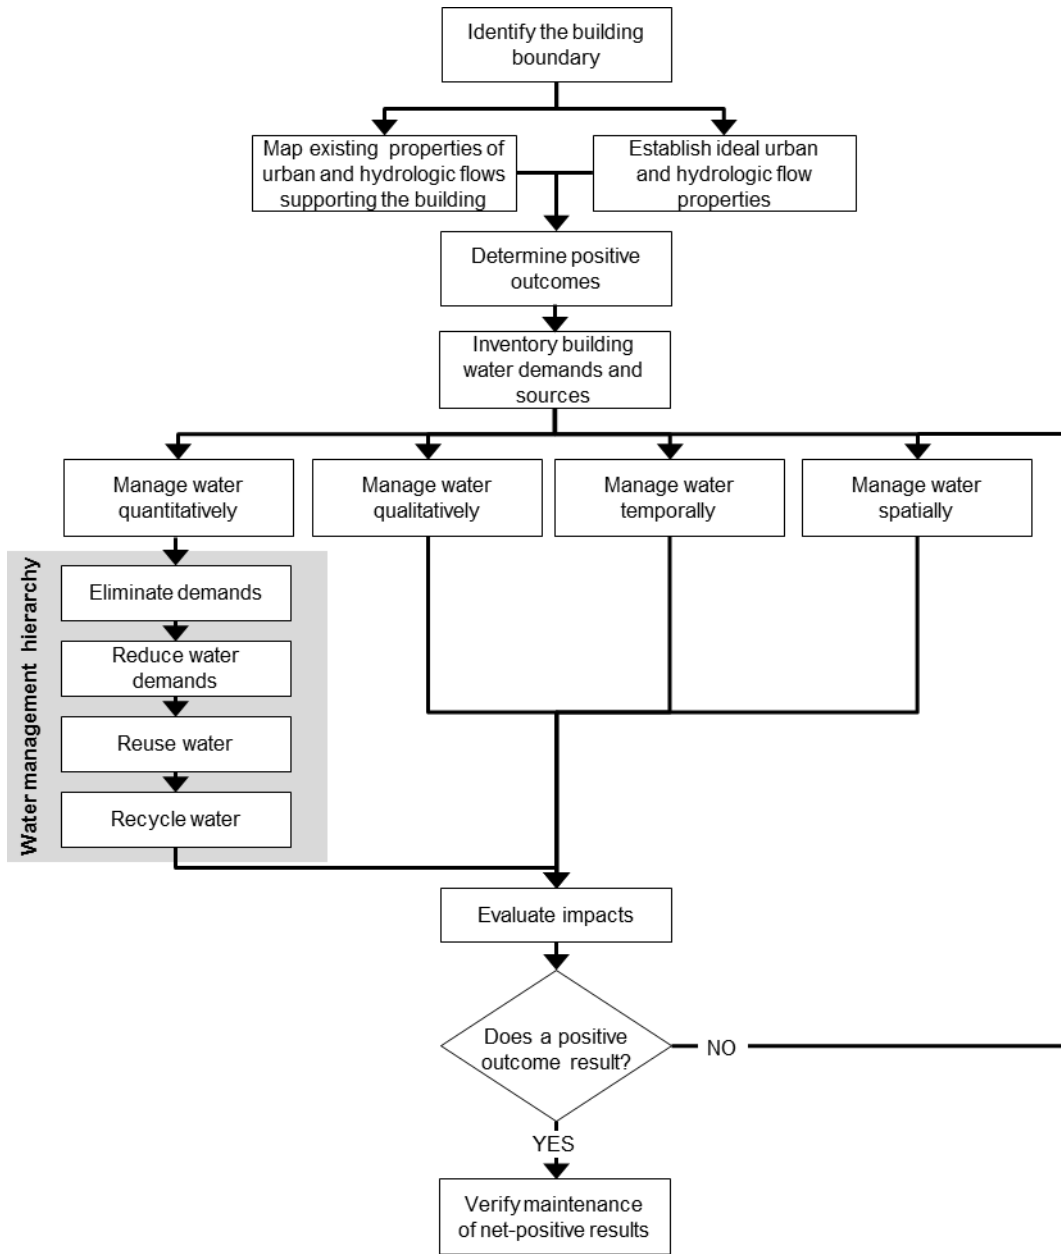 Identify the building
boundary
Map existing properties of
urban and hydrologic flows
supporting the building
Establish ideal urban
and hydrologic flow
properties
Determine positive
outcomes
Inventory building
water demands and
sources
Manage water
quantitatively
Manage water
qualitatively
Manage water
temporally
Manage water
spatially
Water management hierarchy
Eliminate demands
Reduce water
demands
Reuse water
Recycle water
Evaluate impacts
Does a positive
outcome result?
NO
YES
Verify maintenance
of net-positive results